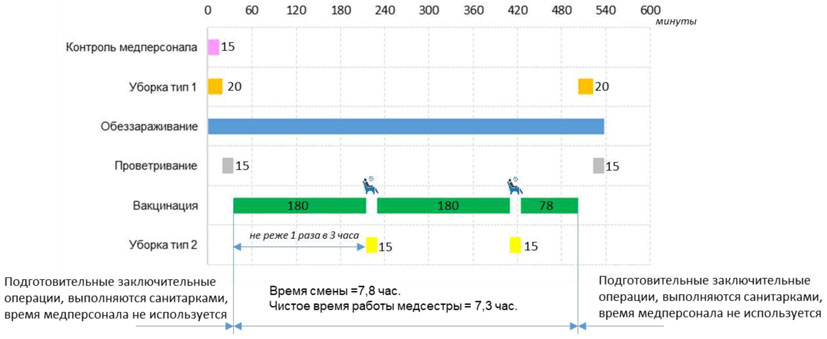 0 60 120 180 240 300 360 420 480 540 600
минуты
Контроль медперсонала 15
Уборка тип 1 20 20
Обеззараживание
Проветривание 15 15
Вакцинация 180 180 78
не реже 1 раза в 3 часа
Уборка тип 2 15 15
Подготовительные заключительные
операции, выполняются санитарками,
время медперсонала не используется
Время смены =7,8 час.
Чистое время работы медсестры = 7,3 час.
Подготовительные заключительные
операции, выполняются санитарками,
время медперсонала не используется